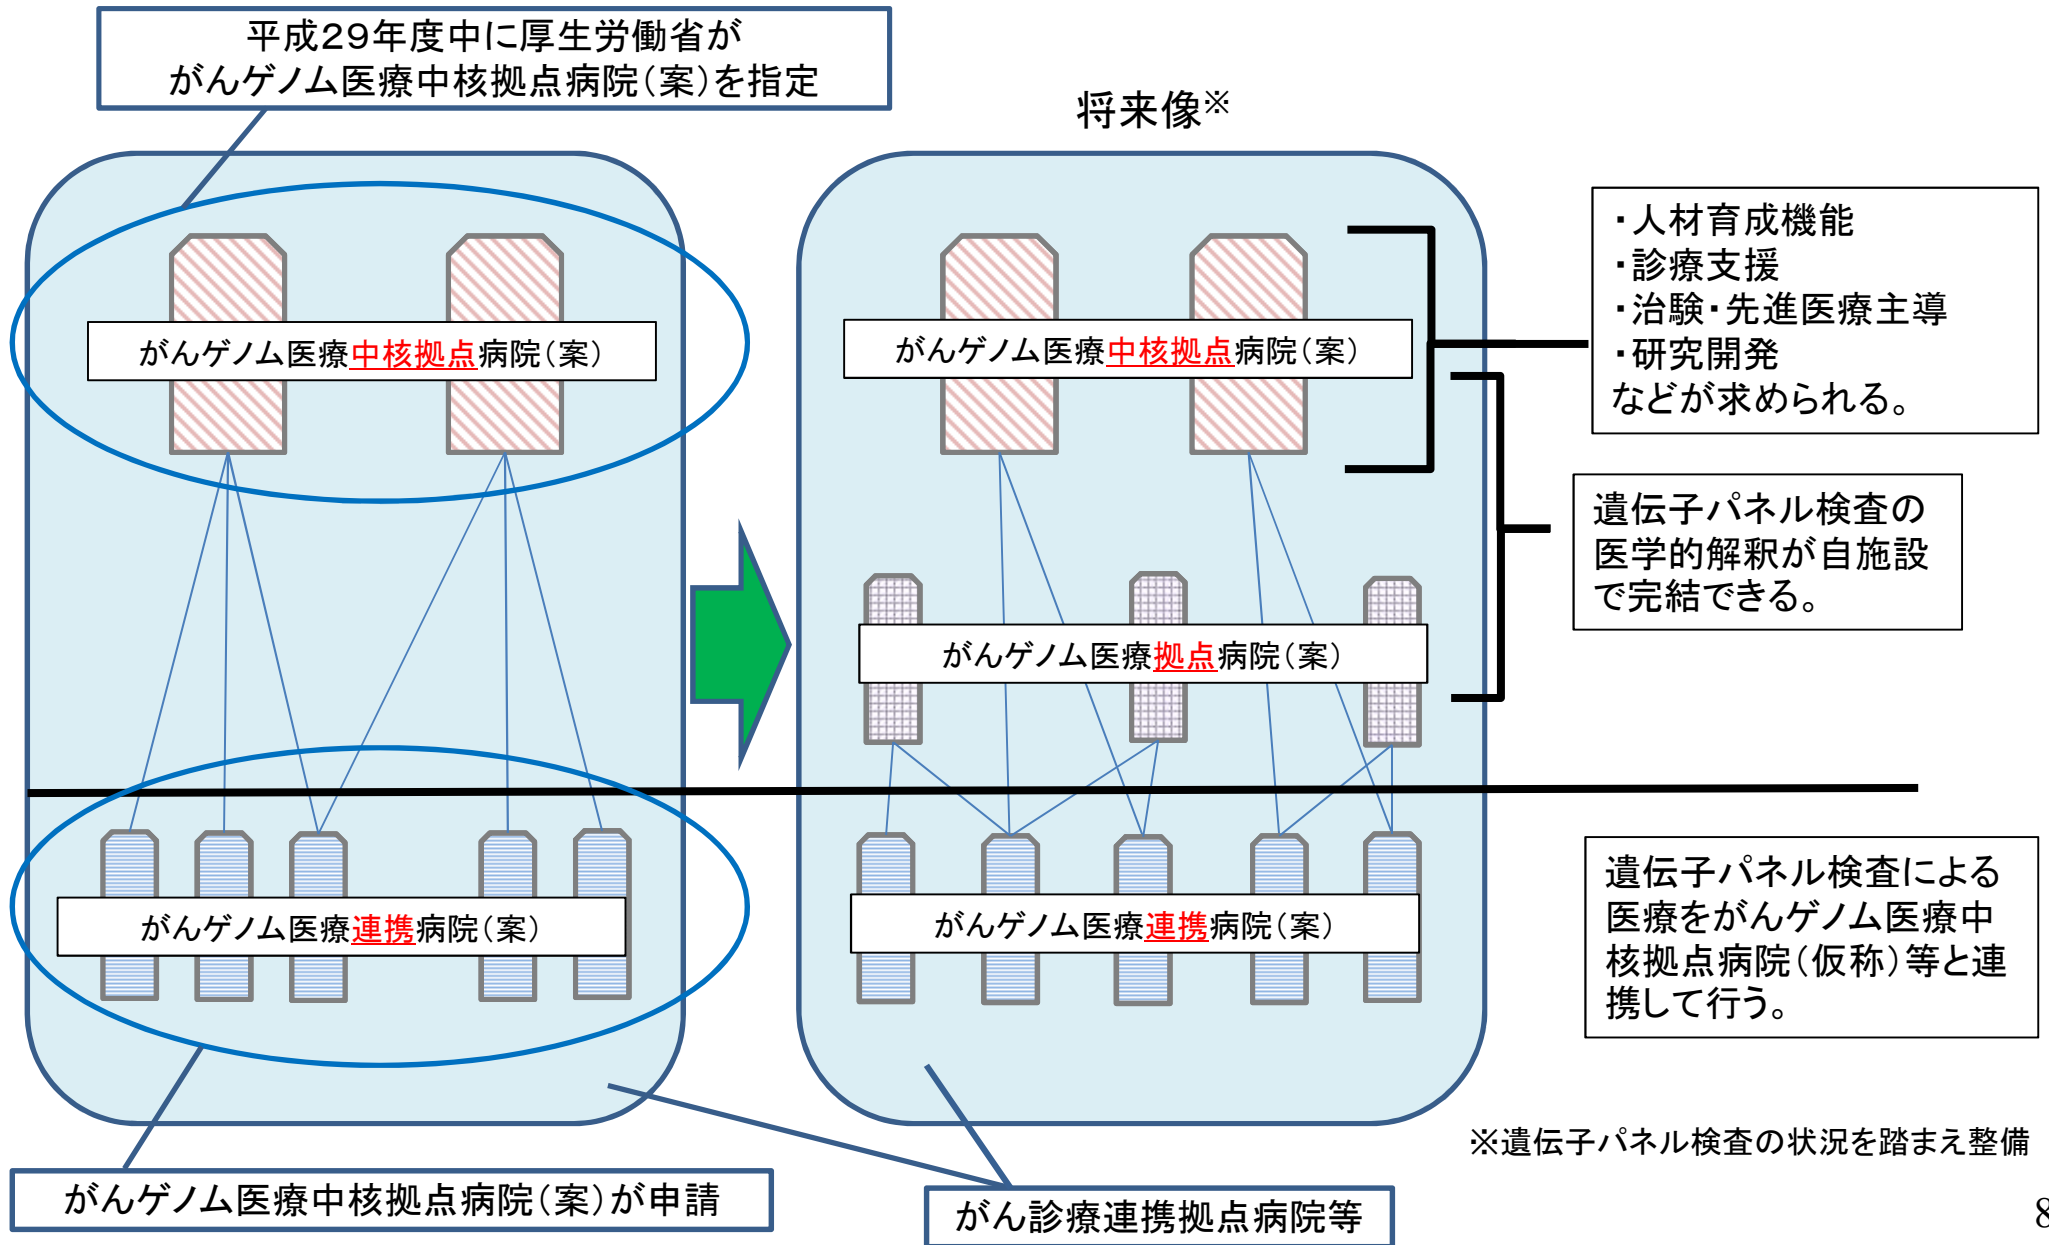 平成29年度中に厚生労働省が
がんゲノム医療中核拠点病院(案)を指定
将来像※
がんゲノム医療中核拠点病院(案)
がんゲノム医療連携病院(案)
がんゲノム医療中核拠点病院(案)が申請
がんゲノム医療中核拠点病院(案)
がんゲノム医療拠点病院(案)
がんゲノム医療連携病院(案)
がん診療連携拠点病院等
・人材育成機能
・診療支援
・治験・先進医療主導
・研究開発
などが求められる。
遺伝子パネル検査の
医学的解釈が自施設
で完結できる。
遺伝子パネル検査による
医療をがんゲノム医療中
核拠点病院(仮称)等と連
携して行う。
※遺伝子パネル検査の状況を踏まえ整備
8